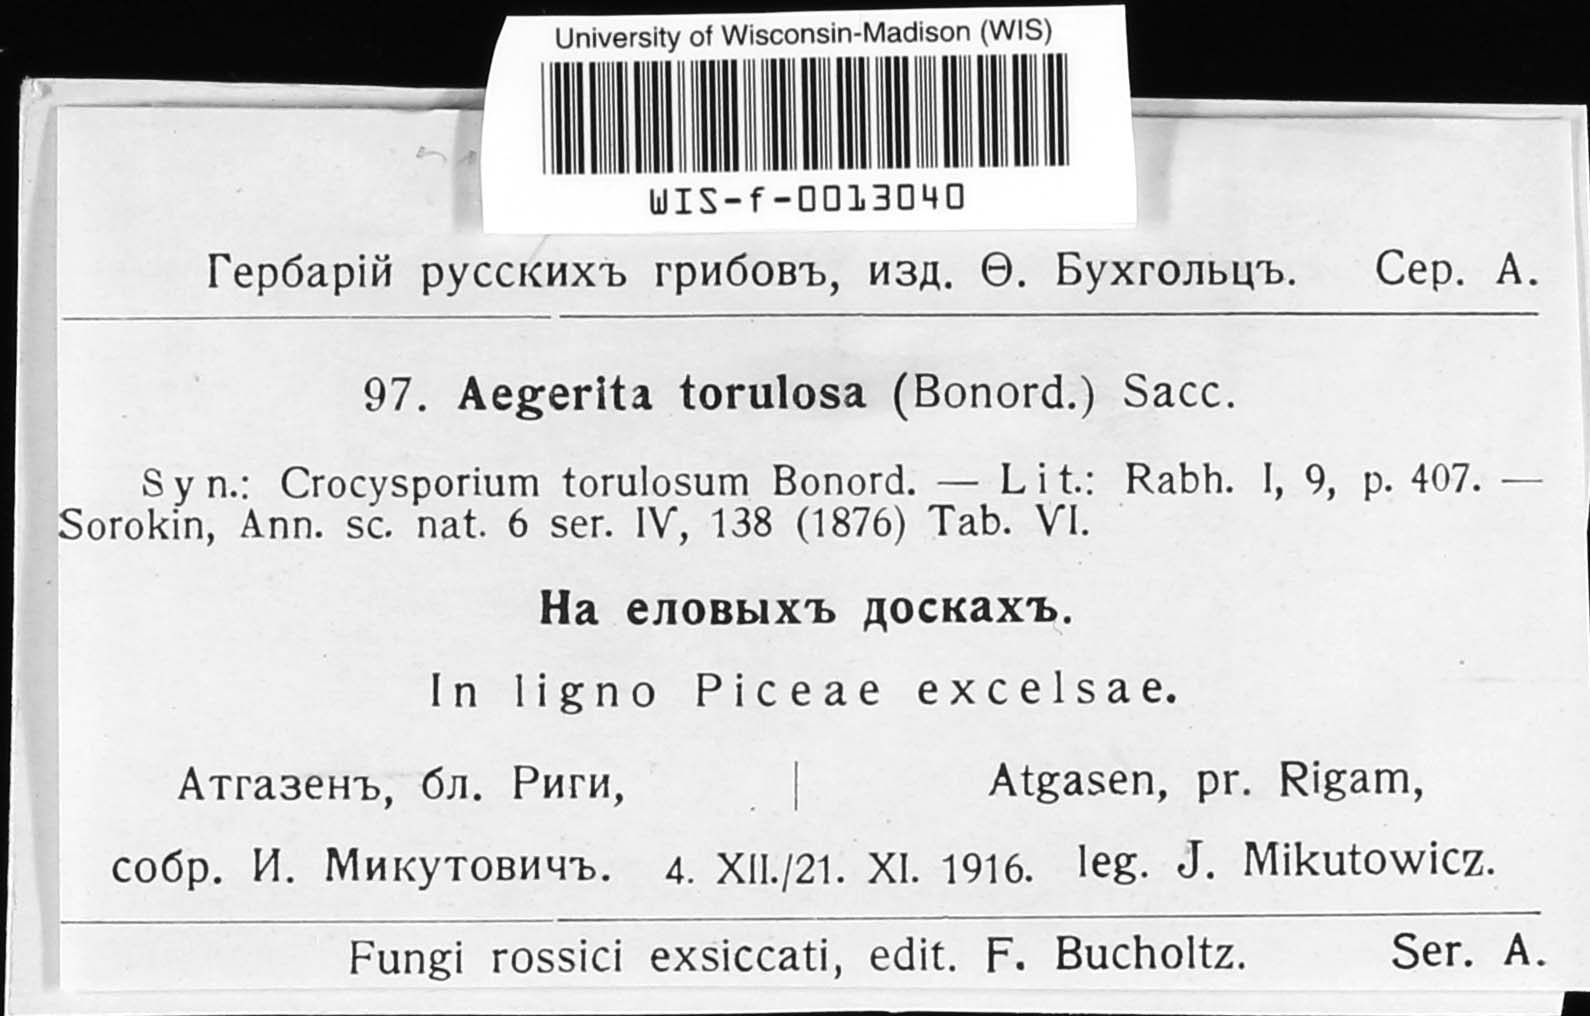 University of Wisconsin-Madison (WIS)
WIS-f-0013040
Гербарій русскихъ грибовъ, изд. Ѳ. Бухгольцъ. Сер. А.
97. Aegerita torulosa (Bonord.) Sacc.
Syn.: Crocysporium torulosum Bonord. — Lit.: Rabh. I, 9, p. 407. —
Sorokin, Ann. sc. nat. 6 ser. IV, 138 (1876) Tab. VI.
На еловыхъ доскахъ.
In ligno Piceae excelsae.
Атгазенъ, бл. Риги, | Atgasen, pr. Rigam,
собр. И. Микутовичъ. 4. XII./21. XI. 1916. leg. J. Mikutowicz.
Fungi rossici exsiccati, edit. F. Bucholtz. Ser. A.